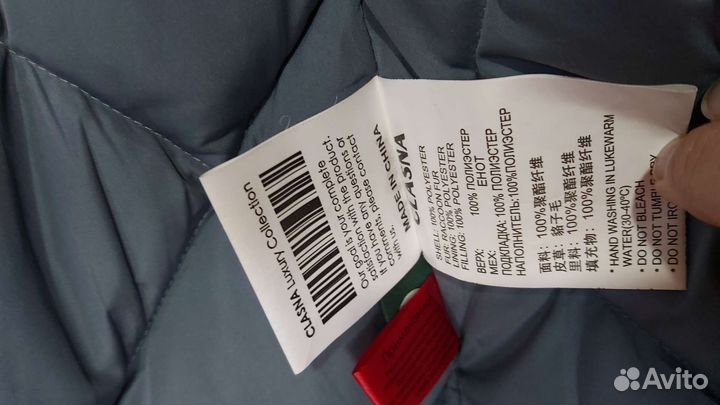 CLASNA Luxury Collection
Our goal is your complete
satisfaction with the product.
If you have any questions or
comments, please contact
with us.
MADE IN CHINA
CLASNA
SHELL: 100% POLYESTER
FUR: RACCOON FUR
LINING: 100% POLYESTER
FILLING: 100% POLYESTER
ВЕРХ: 100% ПОЛИЭСТЕР
МЕХ: ЕНОТ
ПОДКЛАДКА: 100% ПОЛИЭСТЕР
НАПОЛНИТЕЛЬ:100%ПОЛИЭСТЕР
面料: 100%聚酯纤维
皮草: 貉子毛
里料: 100%聚酯纤维
填充物: 100%聚酯纤维
* HAND WASHING IN LUKEWARM
WATER(30-40°C)
* DO NOT BLEACH
* DO NOT TUMBLE DRY
* DO NOT IRO
Avito